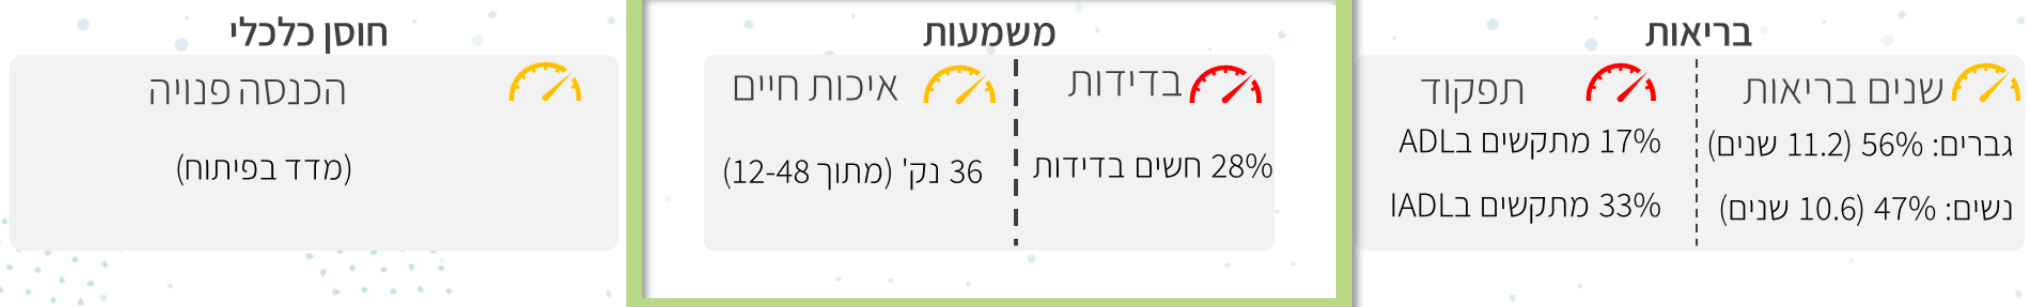 בריאות
שנים בריאות
גברים: 56% (11.2 שנים)
נשים: 47% (10.6 שנים)
תפקוד
17% מתקשים בADL
33% מתקשים בIADL
משמעות
בדידות
28% חשים בדידות
איכות חיים
36 נק' (מתוך 12-48)
חוסן כלכלי
הכנסה פנויה
(מדד בפיתוח)